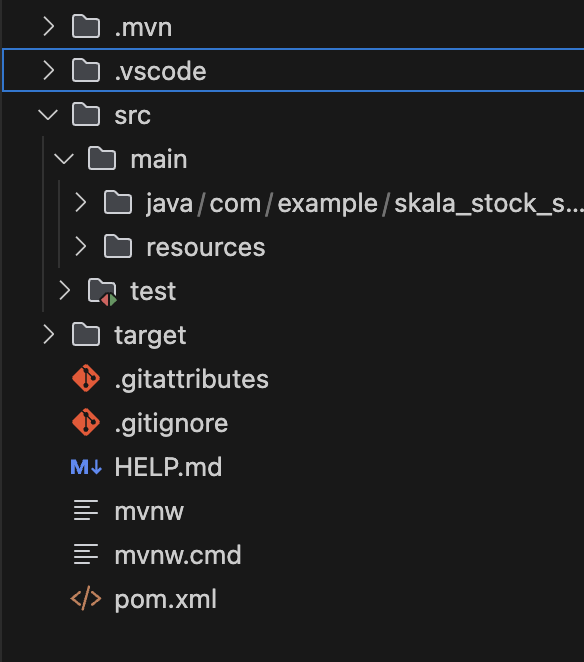 .mvn
.vscode
src
main
java/com/example/skala_stock_s...
resources
test
target
.gitattributes
.gitignore
M↓ HELP.md
mvnw
mvnw.cmd
</> pom.xml